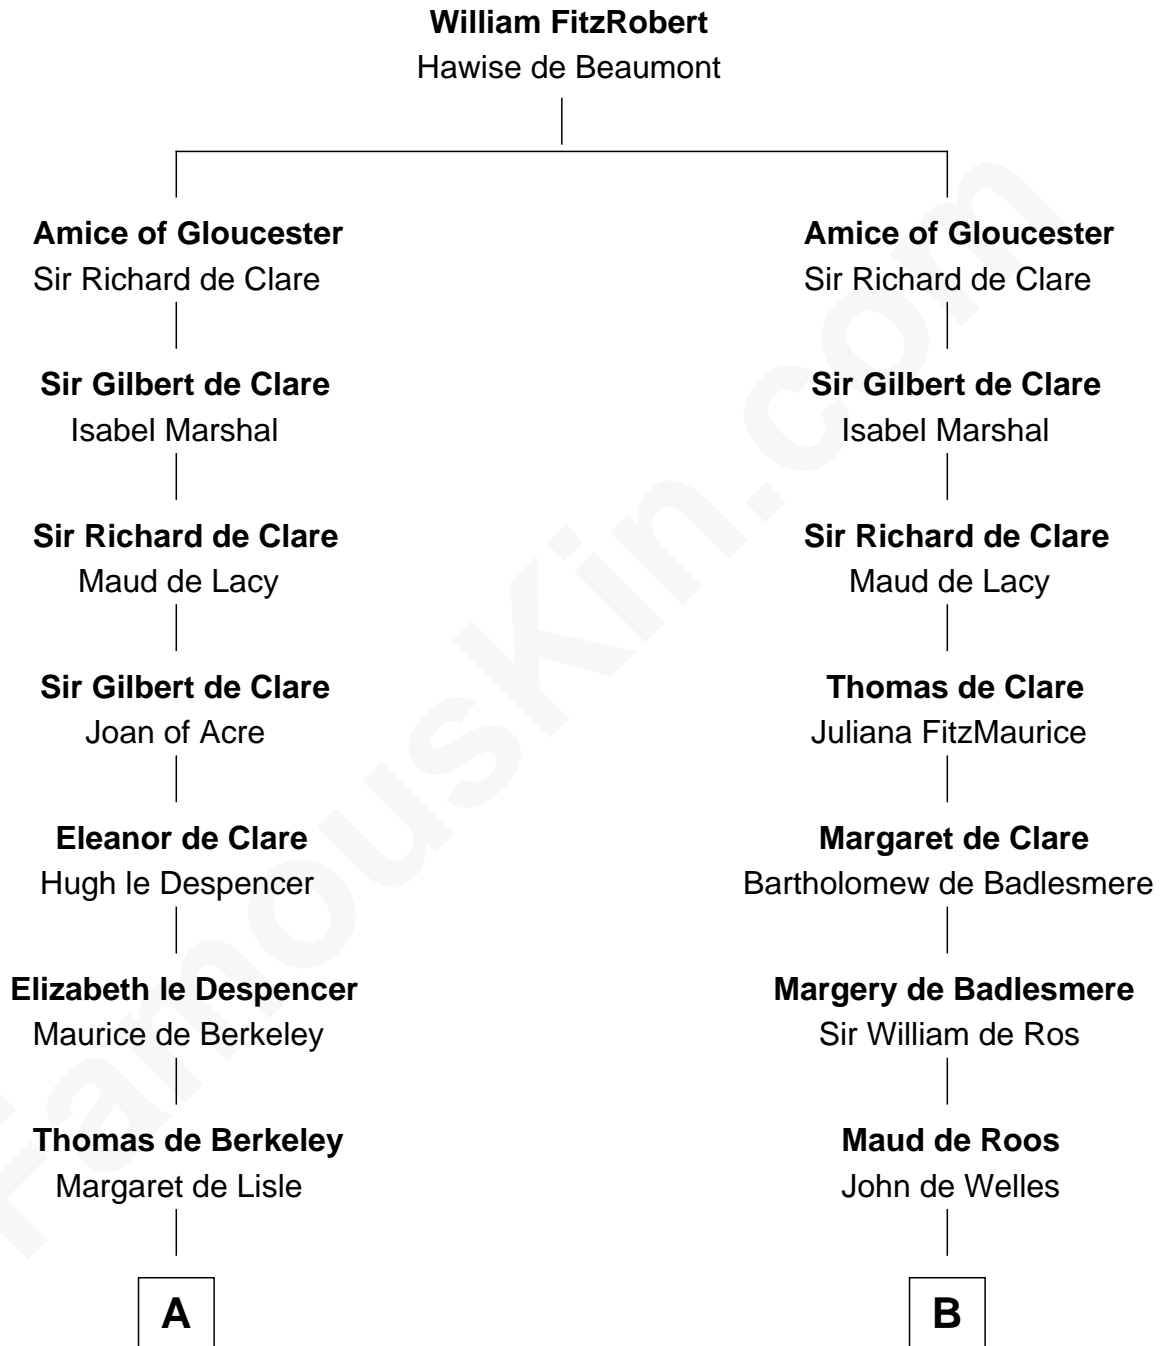 William FitzRobert
Hawise de Beaumont
Amice of Gloucester
Sir Richard de Clare
Amice of Gloucester
Sir Richard de Clare
Sir Gilbert de Clare
Isabel Marshal
Sir Gilbert de Clare
Isabel Marshal
Sir Richard de Clare
Maud de Lacy
Sir Richard de Clare
Maud de Lacy
Sir Gilbert de Clare
Joan of Acre
Thomas de Clare
Juliana FitzMaurice
Eleanor de Clare
Hugh le Despencer
Margaret de Clare
Bartholomew de Badlesmere
Elizabeth le Despencer
Maurice de Berkeley
Margery de Badlesmere
Sir William de Ros
Thomas de Berkeley
Margaret de Lisle
Maud de Roos
John de Welles
A
B
FamousKin.com